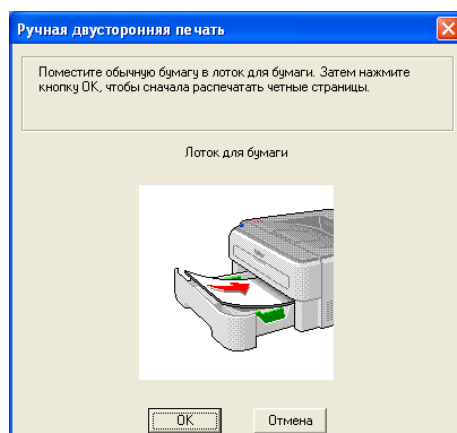 Ручная двусторонняя печать
Поместите обычную бумагу в лоток для бумаги. Затем нажмите
кнопку OK, чтобы сначала распечатать четные страницы.
Лоток для бумаги
OK
Отмена